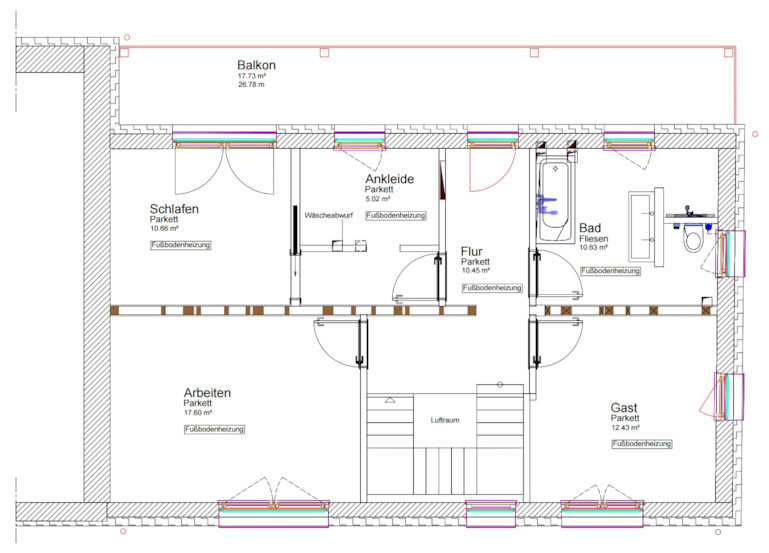 Balkon
17.73 m²
26.78 m
Ankleide
Parkett
5.02 m²
Fußbodenheizung
Schlafen
Parkett
10.66 m²
Fußbodenheizung
Wäscheabwurf
Flur
Parkett
10.45 m²
Fußbodenheizung
Bad
Fliesen
10.63 m²
Fußbodenheizung
Arbeiten
Parkett
17.60 m²
Fußbodenheizung
Luftraum
Gast
Parkett
12.43 m²
Fußbodenheizung